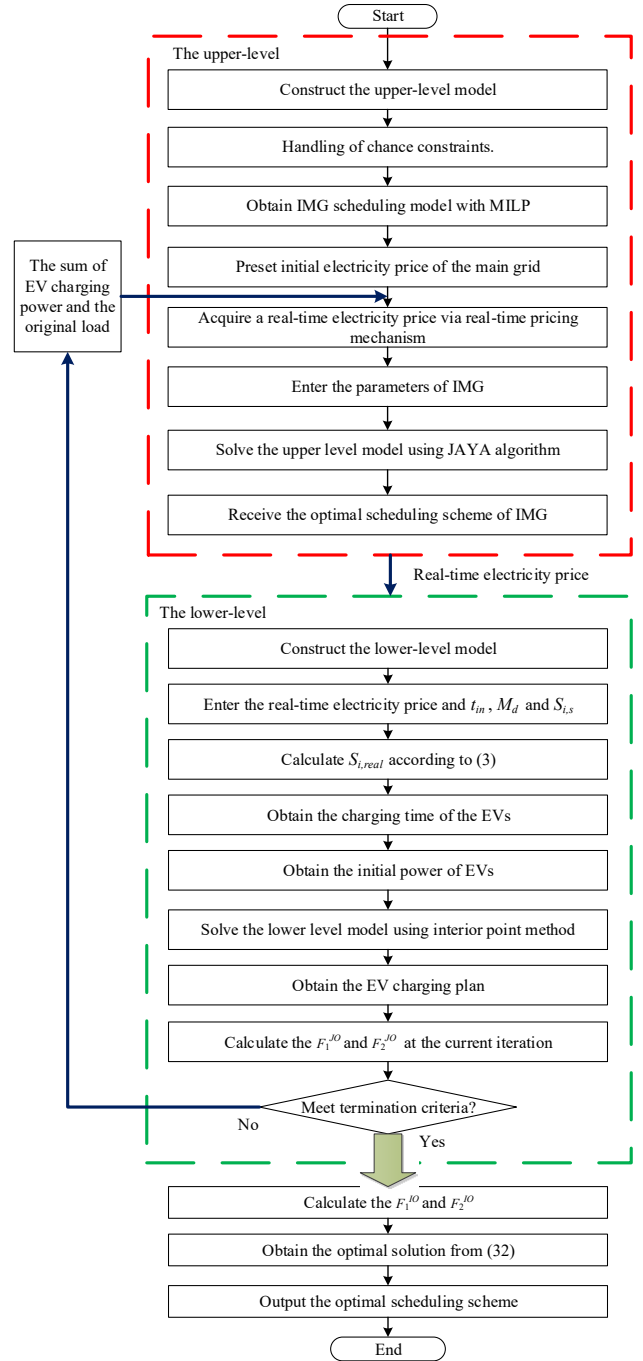 Start
The upper-level
Construct the upper-level model
Handling of chance constraints.
Obtain IMG scheduling model with MILP
Preset initial electricity price of the main grid
The sum of
EV charging
power and the
original load
Acquire a real-time electricity price via real-time pricing
mechanism
Enter the parameters of IMG
Solve the upper level model using JAYA algorithm
Receive the optimal scheduling scheme of IMG
Real-time electricity price
The lower-level
Construct the lower-level model
Enter the real-time electricity price and t_{in} , M_d and S_{i,s}
Calculate S_{i,real} according to (3)
Obtain the charging time of the EVs
Obtain the initial power of EVs
Solve the lower level model using interior point method
Obtain the EV charging plan
Calculate the F_1^{JO} and F_2^{JO} at the current iteration
Meet termination criteria?
No
Yes
Calculate the F_1^{IO} and F_2^{IO}
Obtain the optimal solution from (32)
Output the optimal scheduling scheme
End